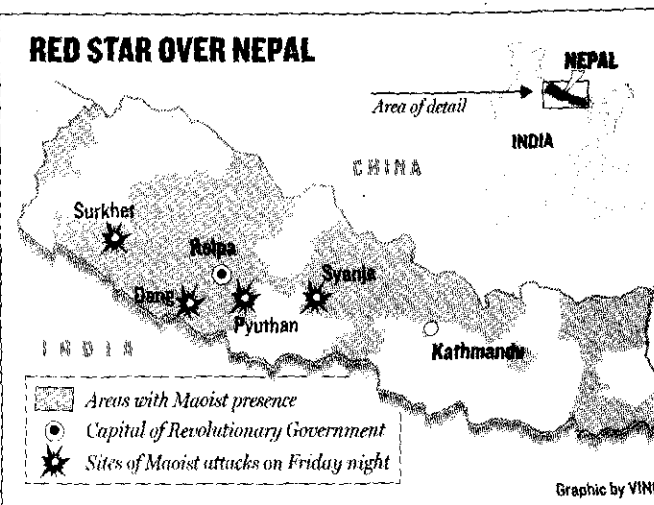 RED STAR OVER NEPAL
NEPAL
Area of detail
INDIA
CHINA
Surkhet
Rolpa
Syanja
Dang
Pyuthan
INDIA
Kathmandu
Areas with Maoist presence
Capital of Revolutionary Government
Sites of Maoist attacks on Friday night
Graphic by